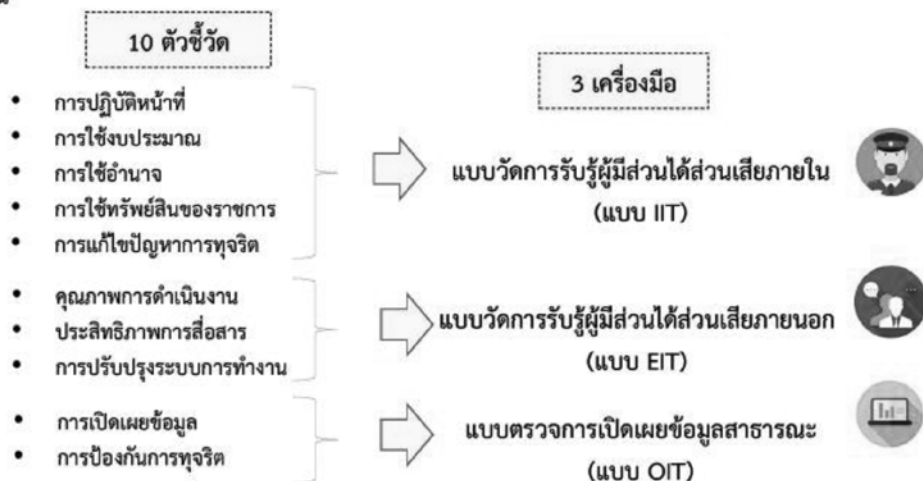 10 ตัวชี้วัด
3 เครื่องมือ
• การปฏิบัติหน้าที่
• การใช้งบประมาณ
• การใช้อำนาจ
• การใช้ทรัพย์สินของราชการ
• การแก้ไขปัญหาการทุจริต
แบบวัดการรับรู้ผู้มีส่วนได้ส่วนเสียภายใน
(แบบ IIT)
• คุณภาพการดำเนินงาน
• ประสิทธิภาพการสื่อสาร
• การปรับปรุงระบบการทำงาน
แบบวัดการรับรู้ผู้มีส่วนได้ส่วนเสียภายนอก
(แบบ EIT)
• การเปิดเผยข้อมูล
• การป้องกันการทุจริต
แบบตรวจการเปิดเผยข้อมูลสาธารณะ
(แบบ OIT)